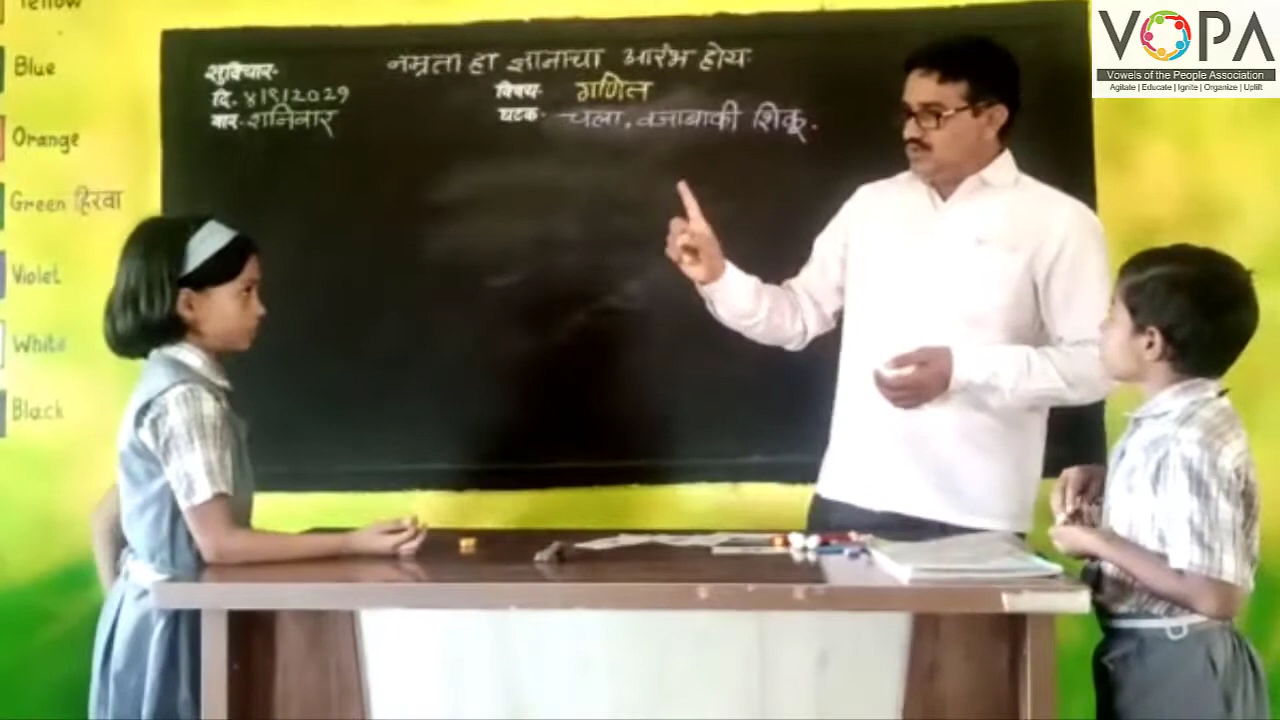 Yellow
Blue
Orange
Green हिरवा
Violet
White
Black
सुविचार- नम्रता हा ज्ञानाचा आरंभ होय.
दि. ४।९।२०२१ विषय- गणित
वार- शनिवार घटक- चला, वजाबाकी शिकू.
VOPA
Vowels of the People Association
Agitate | Educate | Ignite | Organize | Uplift